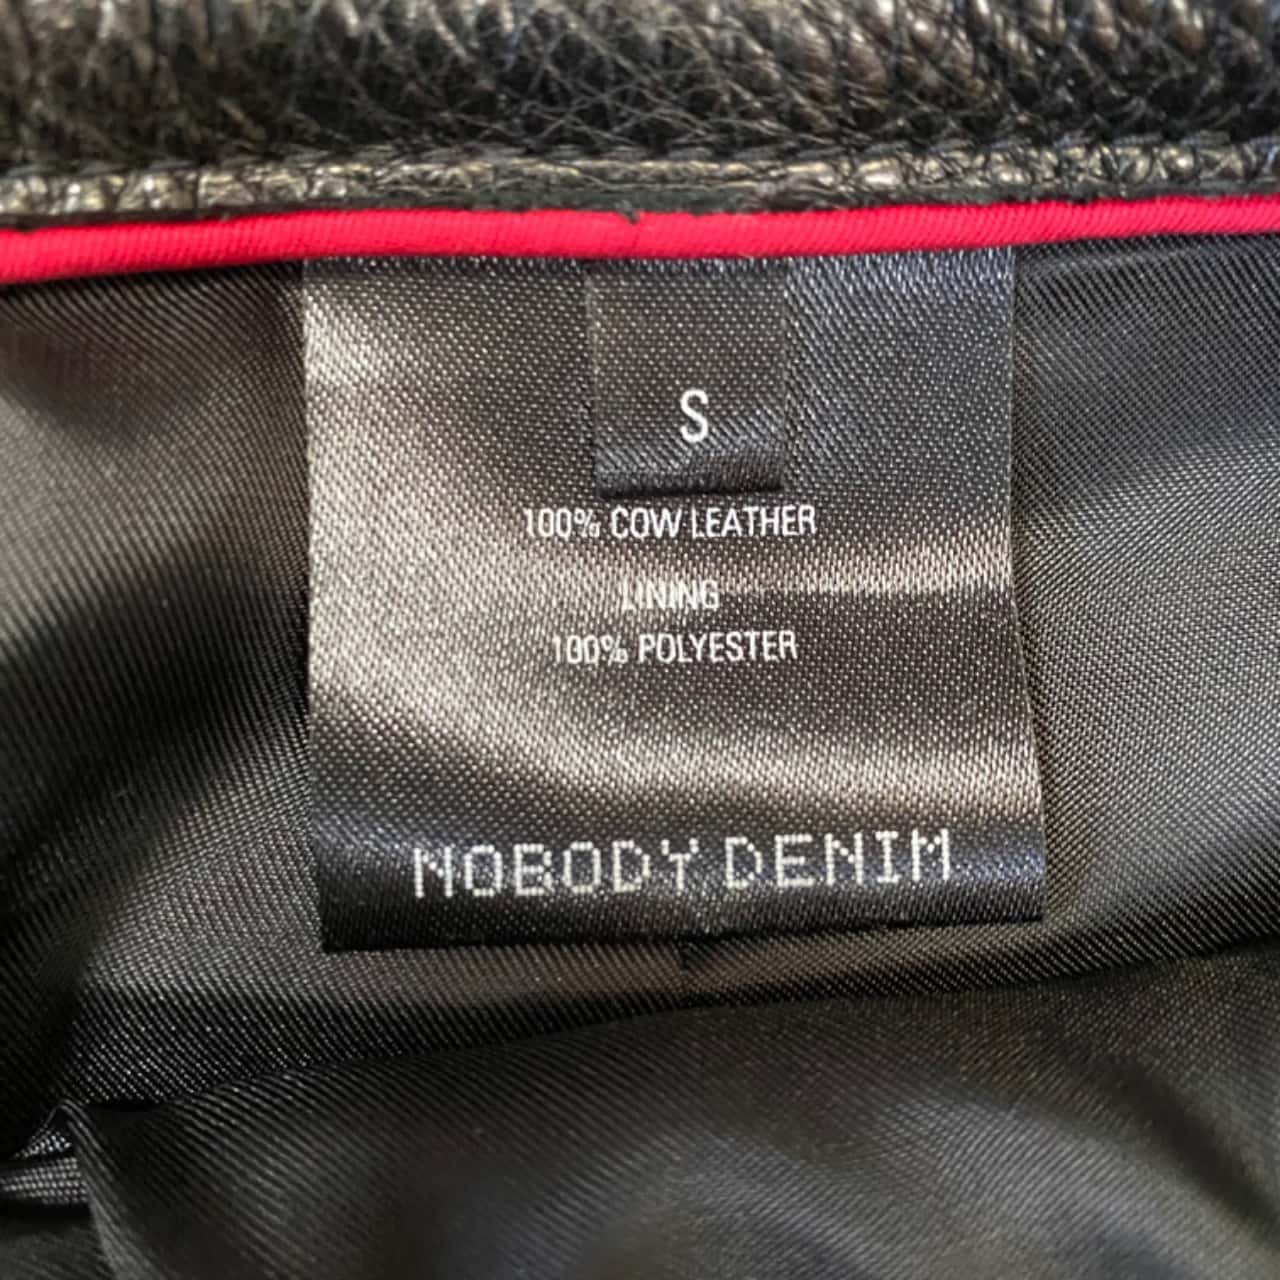 S
100% COW LEATHER
LINING
100% POLYESTER
NOBODY DENIM